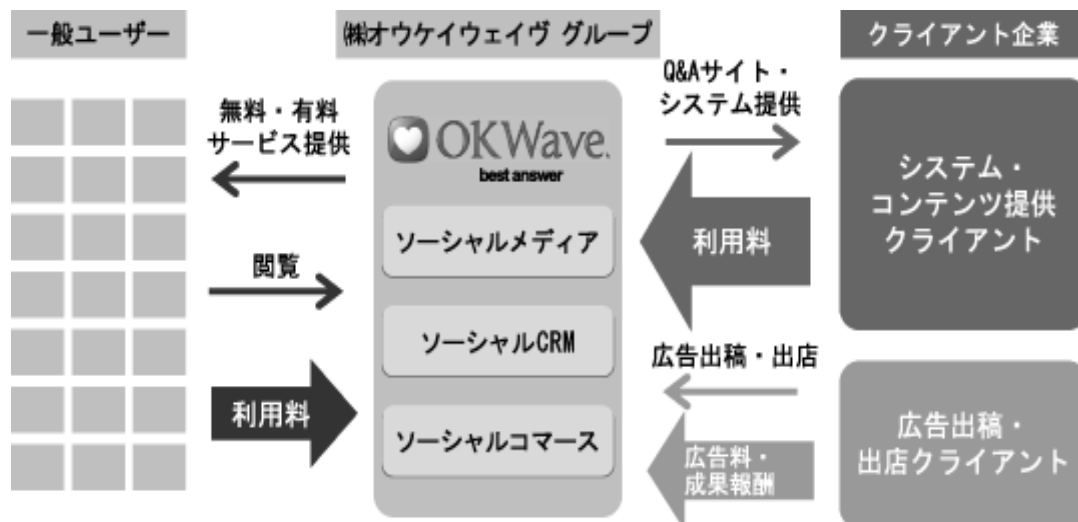 一般ユーザー
㈱オウケイウェイヴ グループ
クライアント企業
無料・有料
サービス提供
閲覧
利用料
OKWave.
best answer
ソーシャルメディア
ソーシャルCRM
ソーシャルコマース
Q&Aサイト・
システム提供
利用料
広告出稿・出店
広告料・
成果報酬
システム・
コンテンツ提供
クライアント
広告出稿・
出店クライアント